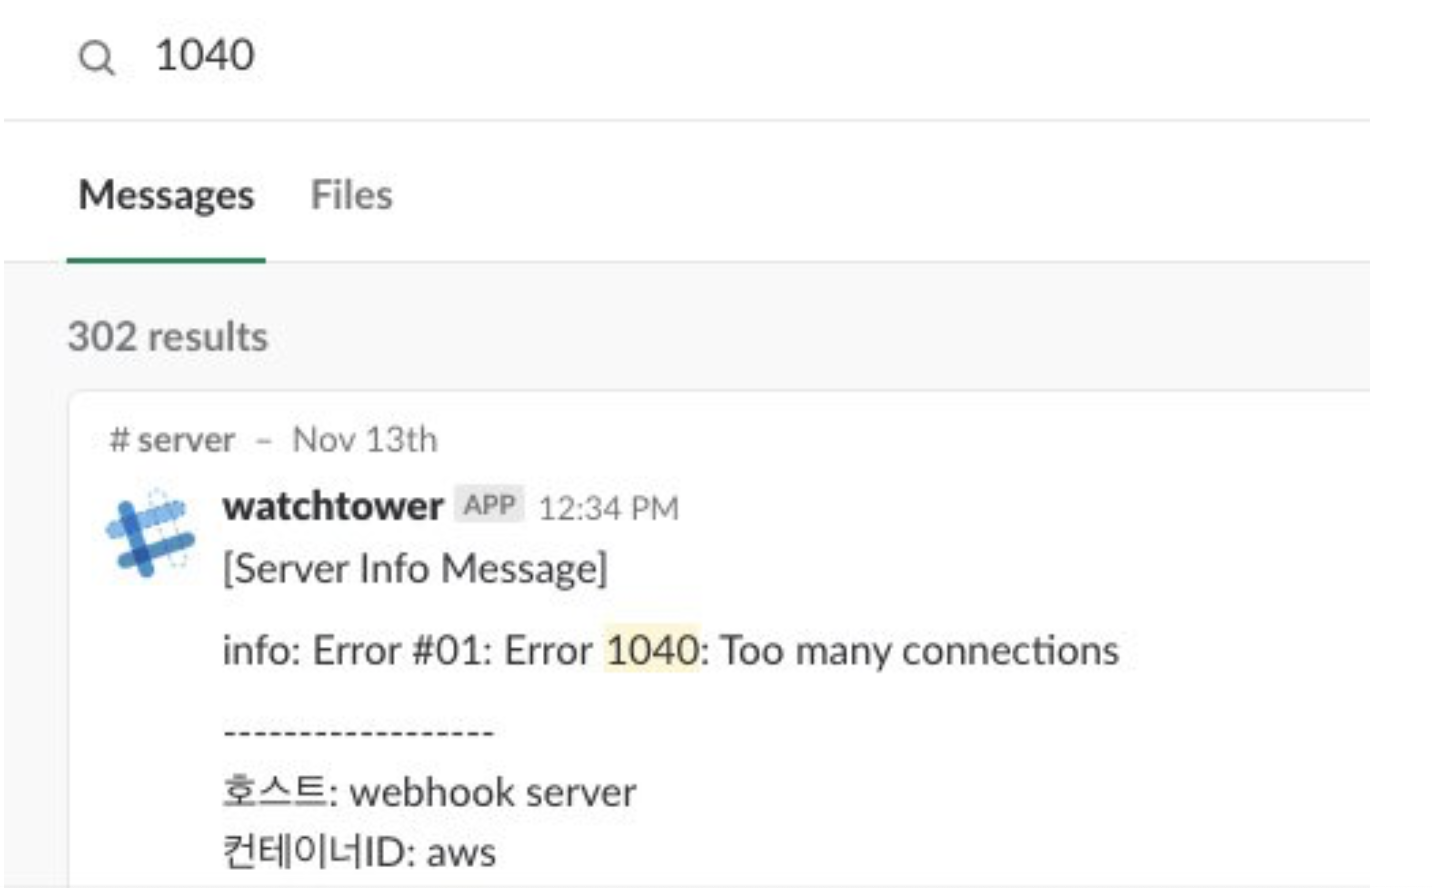 1040
Messages Files
302 results
# server – Nov 13th
watchtower APP 12:34 PM
[Server Info Message]
info: Error #01: Error 1040: Too many connections
------------------
호스트: webhook server
컨테이너ID: aws